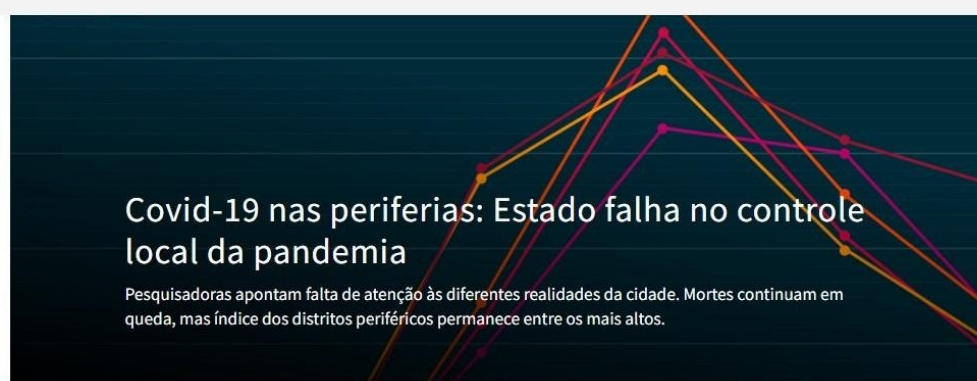 Covid-19 nas periferias: Estado falha no controle
local da pandemia
Pesquisadoras apontam falta de atenção às diferentes realidades da cidade. Mortes continuam em
queda, mas índice dos distritos periféricos permanece entre os mais altos.